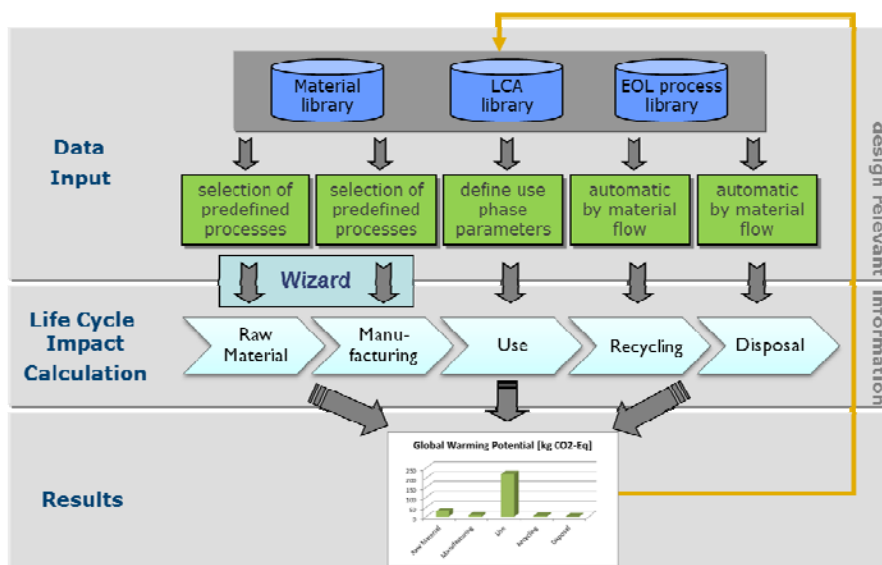 Material
library
LCA
library
EOL process
library
Data
Input
selection of
predefined
processes
selection of
predefined
processes
define use
phase
parameters
automatic
by material
flow
automatic
by material
flow
Wizard
Life Cycle
Impact
Calculation
Raw
Material
Manu-
facturing
Use
Recycling
Disposal
design relevant information
Results
Global Warming Potential [kg CO2-Eq]
250
200
150
100
50
0
Raw Material
Manufacturing
Use
Recycling
Disposal